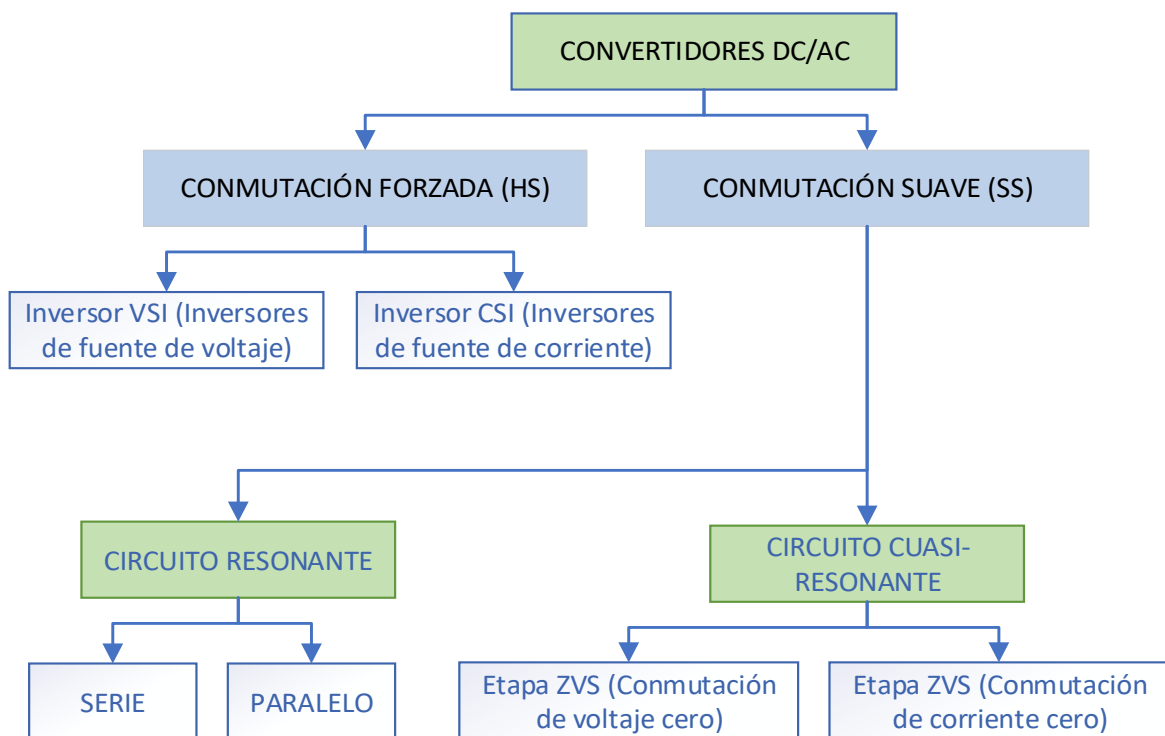 CONVERTIDORES DC/AC
CONMUTACIÓN FORZADA (HS)
CONMUTACIÓN SUAVE (SS)
Inversor VSI (Inversores
de fuente de voltaje)
Inversor CSI (Inversores
de fuente de corriente)
CIRCUITO RESONANTE
CIRCUITO CUASI-
RESONANTE
SERIE
PARALELO
Etapa ZVS (Conmutación
de voltaje cero)
Etapa ZVS (Conmutación
de corriente cero)